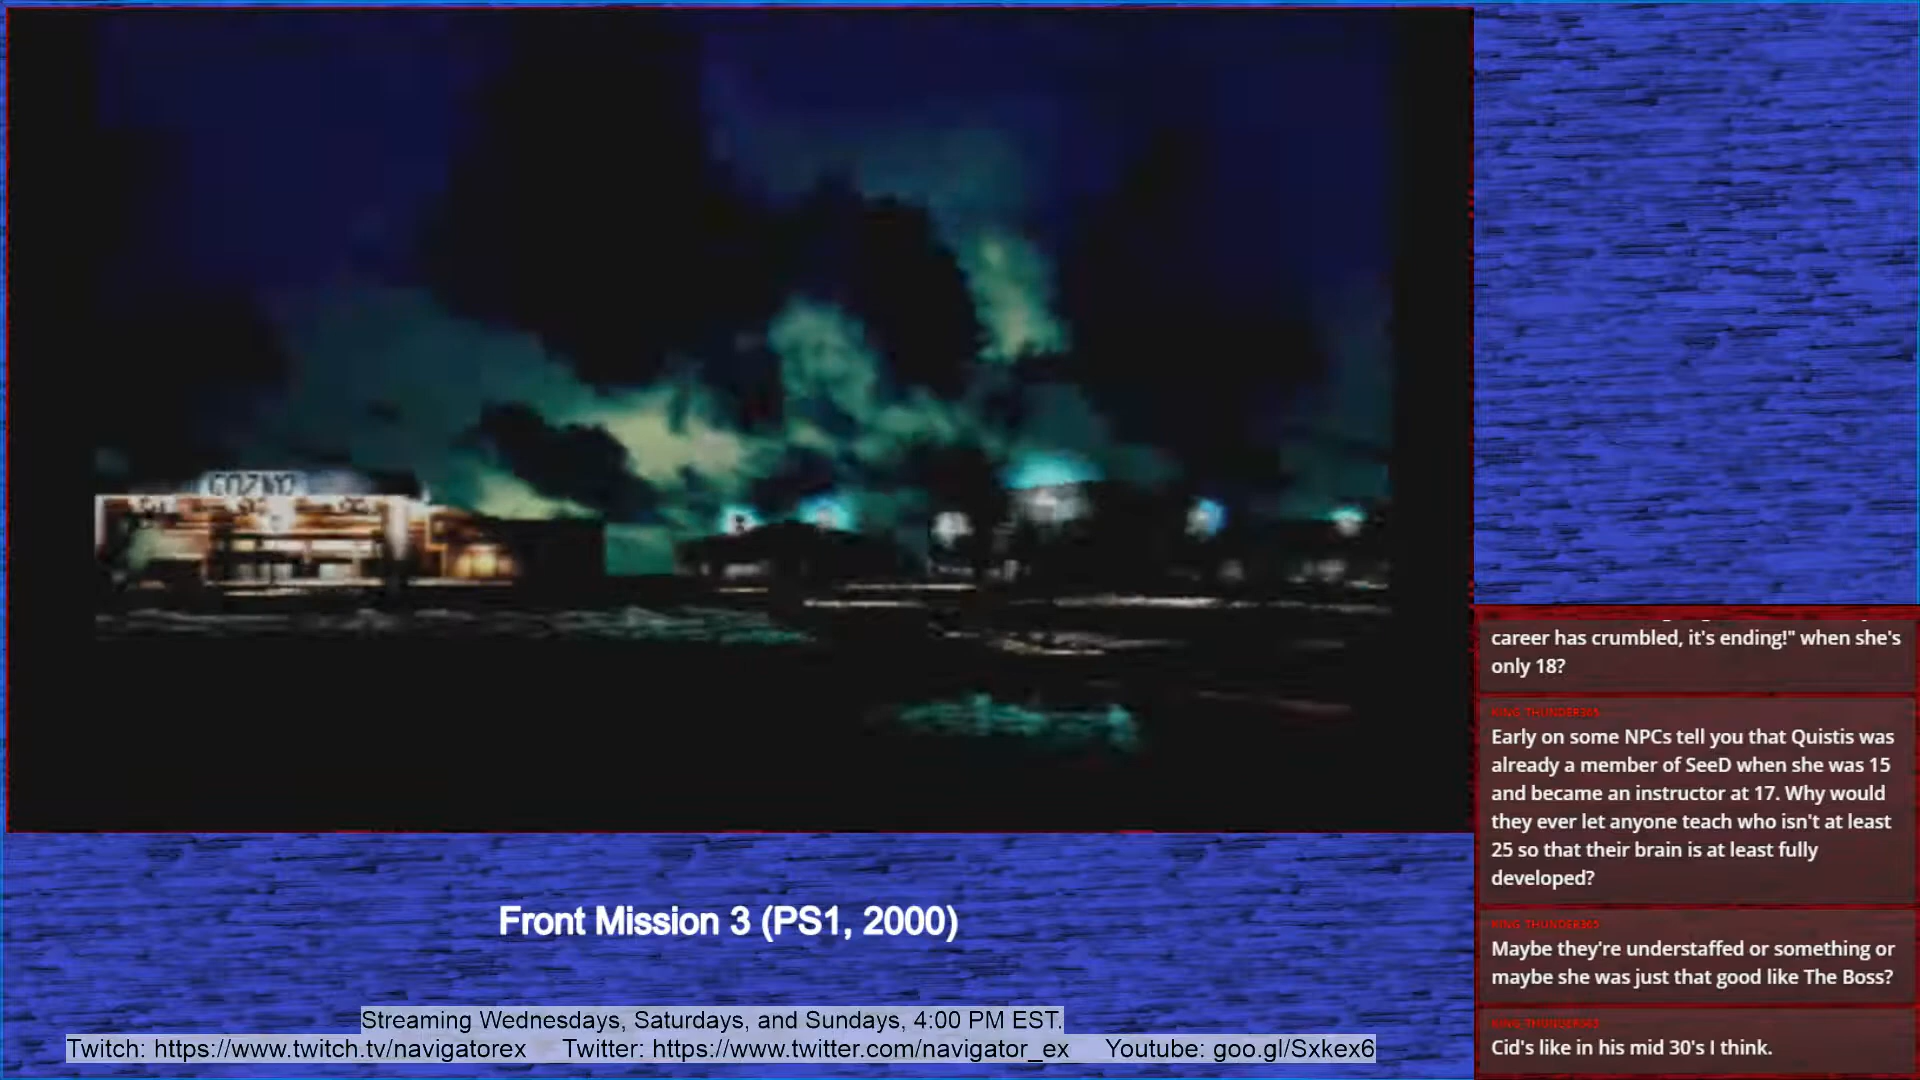 career has crumbled, it's ending!" when she's
only 18?
KING_THUNDER365
Early on some NPCs tell you that Quistis was
already a member of SeeD when she was 15
and became an instructor at 17. Why would
they ever let anyone teach who isn't at least
25 so that their brain is at least fully
developed?
KING_THUNDER365
Maybe they're understaffed or something or
maybe she was just that good like The Boss?
KING_THUNDER365
Cid's like in his mid 30's I think.
Front Mission 3 (PS1, 2000)
Streaming Wednesdays, Saturdays, and Sundays, 4:00 PM EST.
Twitch: https://www.twitch.tv/navigatorex Twitter: https://www.twitter.com/navigator_ex Youtube: goo.gl/Sxkex6